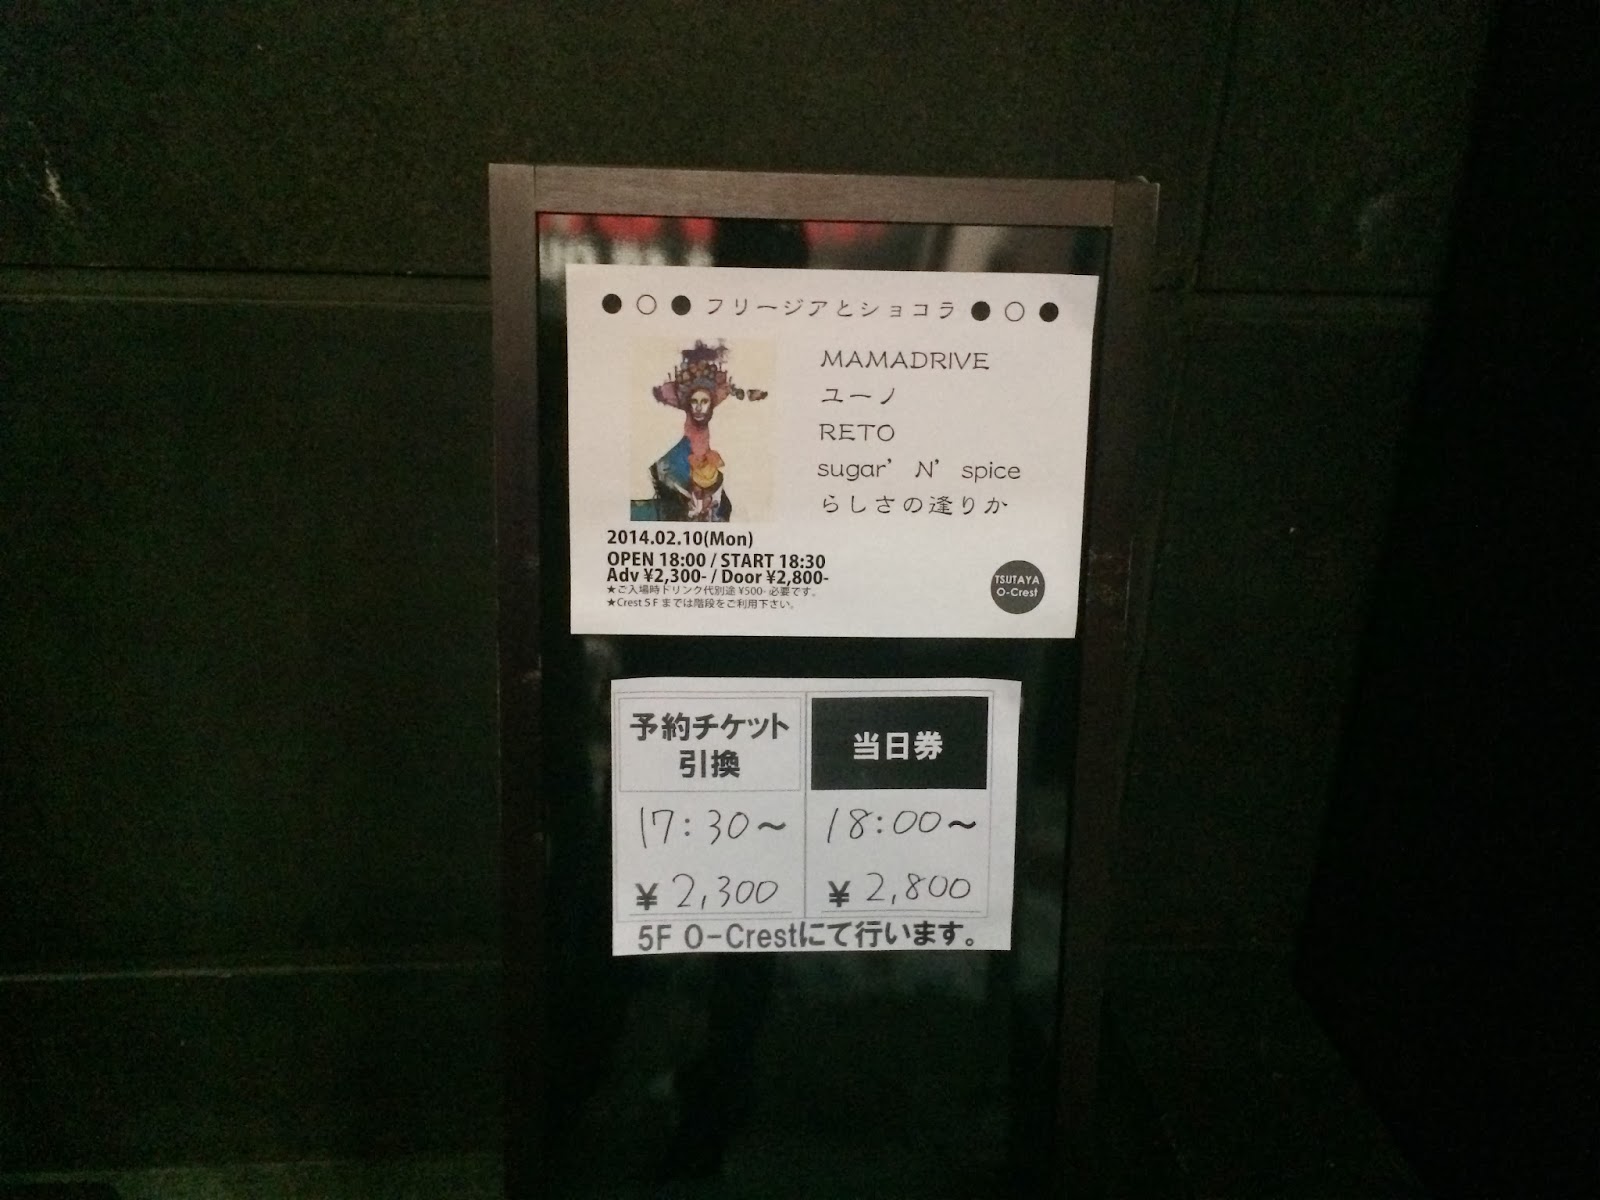 ●○●フリージアとショコラ●○●
MAMADRIVE
ユーノ
RETO
sugar' N' spice
らしさの逢りか
2014.02.10(Mon)
OPEN 18:00 / START 18:30
Adv ¥2,300- / Door ¥2,800-
★ご入場時ドリンク代別途 ¥500- 必要です。
★Crest 5 F までは階段をご利用下さい。
TSUTAYA
O-Crest
予約チケット
引換
17:30〜
¥ 2,300
当日券
18:00〜
¥ 2,800
5F O-Crestにて行います。